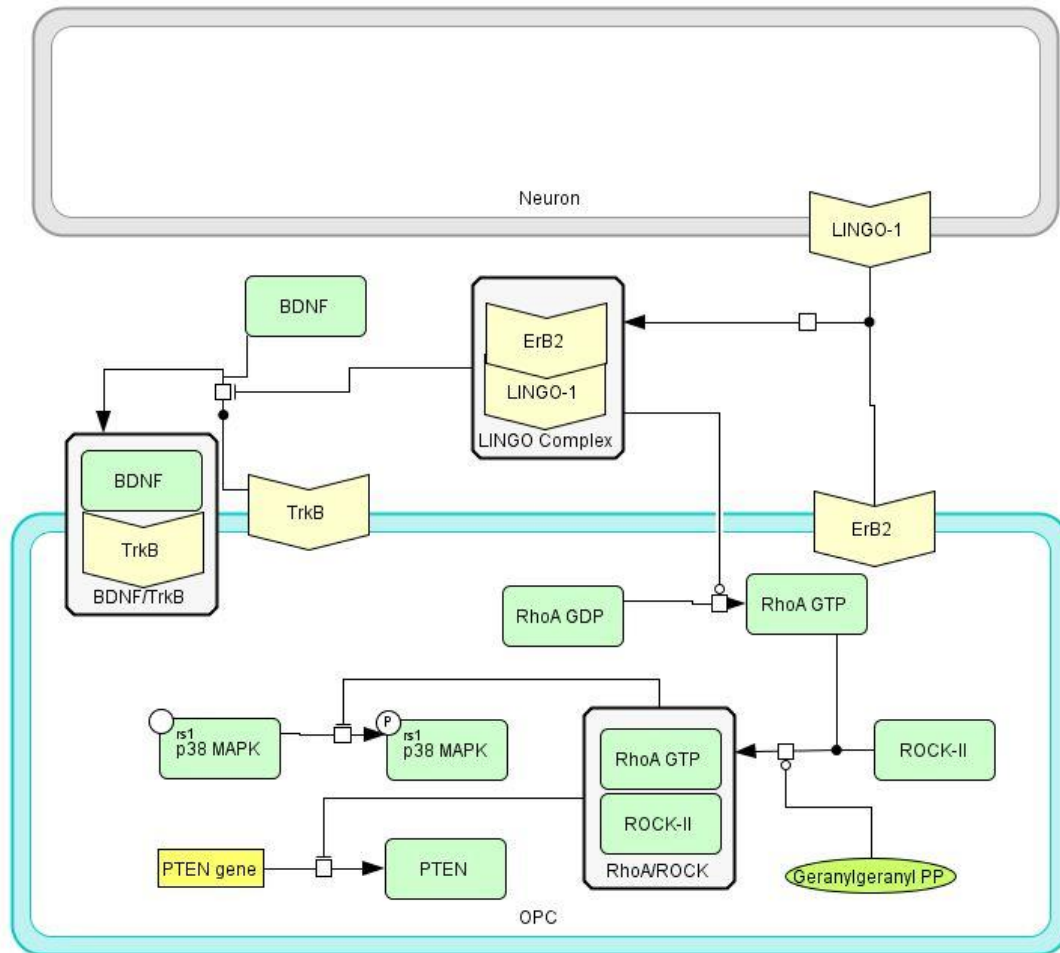 Neuron
LINGO-1
BDNF
ErB2
LINGO-1
LINGO Complex
BDNF
TrkB
BDNF/TrkB
TrkB
ErB2
RhoA GDP
RhoA GTP
rs1
p38 MAPK
P
rs1
p38 MAPK
RhoA GTP
ROCK-II
RhoA/ROCK
ROCK-II
PTEN gene
PTEN
Geranylgeranyl PP
OPC